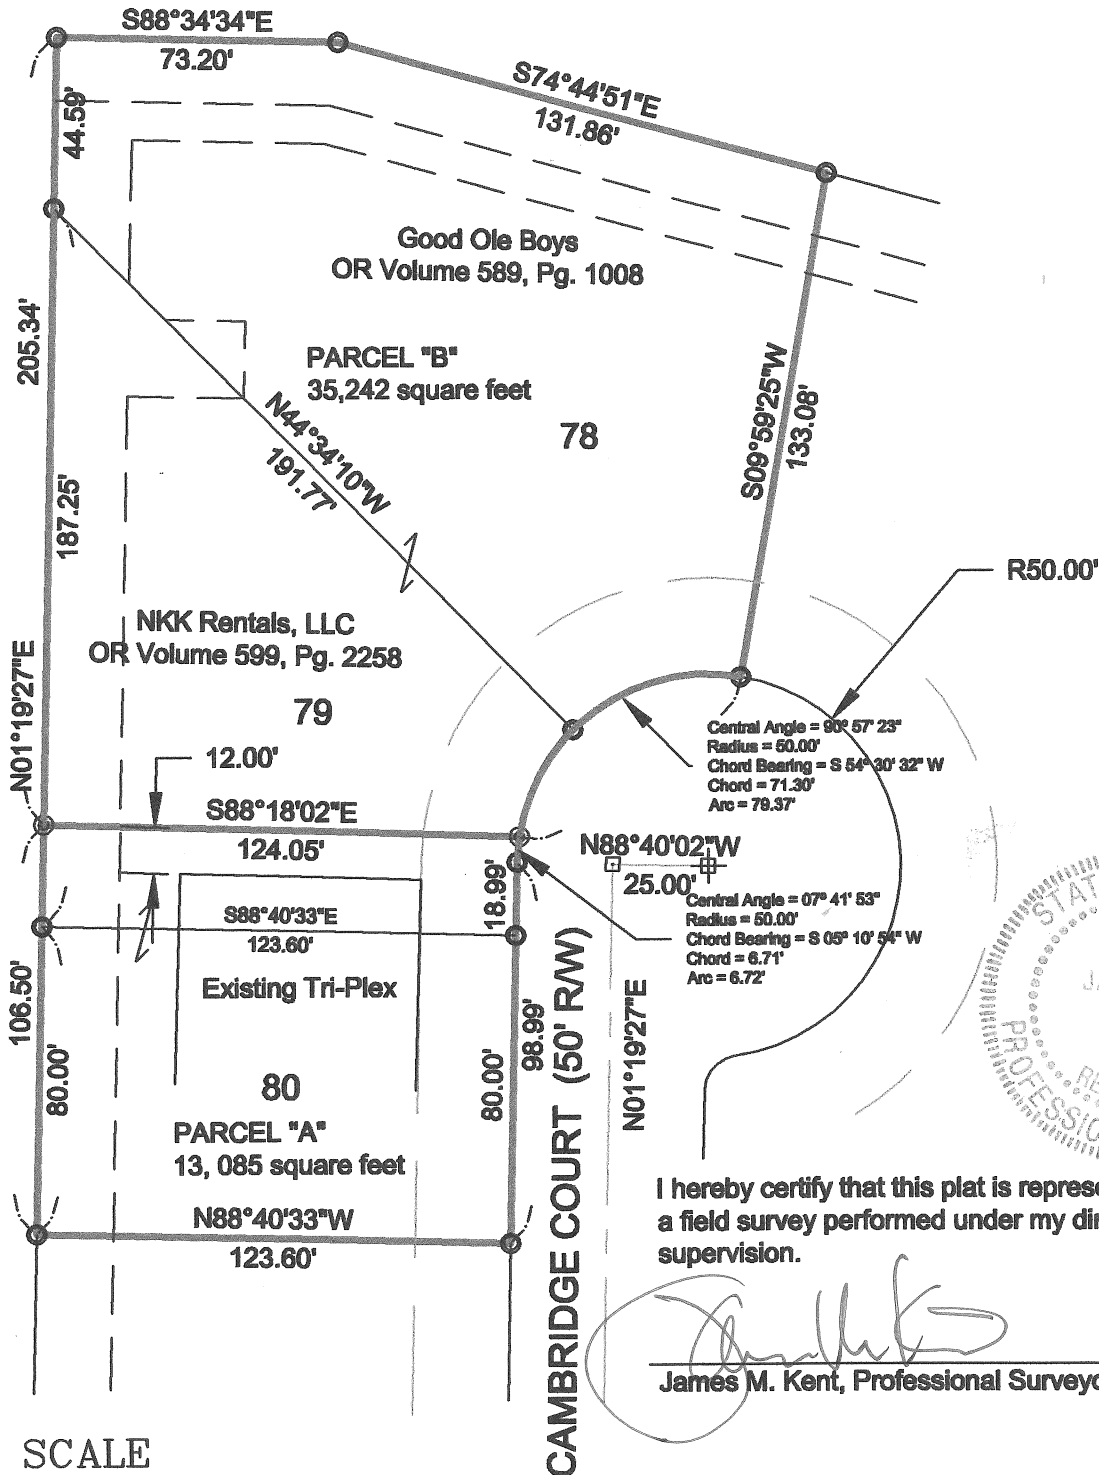 S88°34'34"E
73.20'
S74°44'51"E
131.86'
44.59'
Good Ole Boys
OR Volume 589, Pg. 1008
205.34'
PARCEL "B"
35,242 square feet
78
N44°34'10"W
191.77'
S09°59'25"W
133.08'
187.25'
R50.00'
NKK Rentals, LLC
OR Volume 599, Pg. 2258
79
N01°19'27"E
12.00'
Central Angle = 90° 57' 23"
Radius = 50.00'
Chord Bearing = S 54° 30' 32" W
Chord = 71.30'
Arc = 79.37'
S88°18'02"E
124.05'
N88°40'02"W
25.00'
18.99'
Central Angle = 07° 41' 53"
Radius = 50.00'
Chord Bearing = S 05° 10' 54" W
Chord = 6.71'
Arc = 6.72'
S88°40'33"E
123.60'
Existing Tri-Plex
106.50'
80.00'
98.99'
80.00'
N01°19'27"E
CAMBRIDGE COURT (50' R/W)
80
PARCEL "A"
13, 085 square feet
N88°40'33"W
123.60'
STAT
JA
RE
PROFESSIO
I hereby certify that this plat is represe
a field survey performed under my dir
supervision.
James M. Kent, Professional Surveyo
SCALE